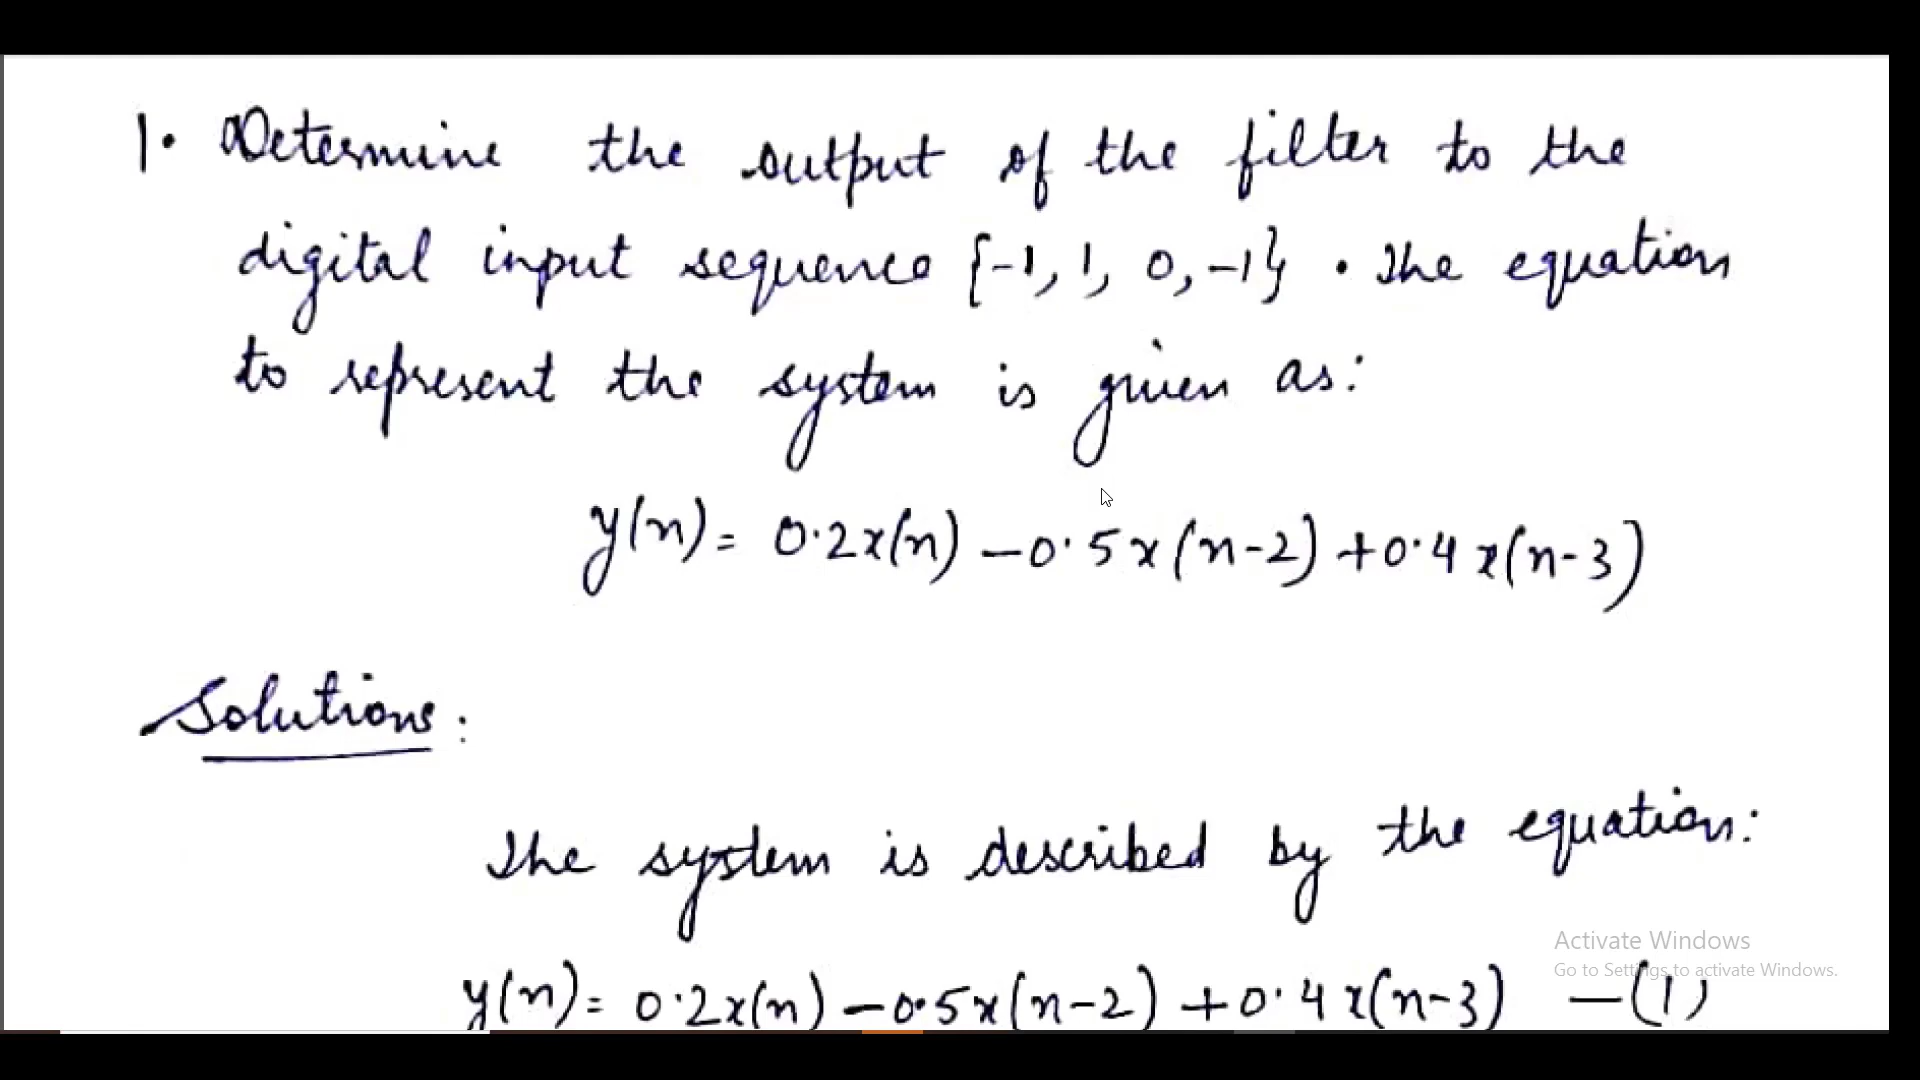 1. Determine the output of the filter to the
digital input sequence {-1, 1, 0, -1} . The equation
to represent the system is given as:
y(n) = 0.2x(n) - 0.5x(n-2) + 0.4x(n-3)
Solutions:
The system is described by the equation:
y(n) = 0.2x(n) - 0.5x(n-2) + 0.4x(n-3) - (1)
Activate Windows
Go to Settings to activate Windows.